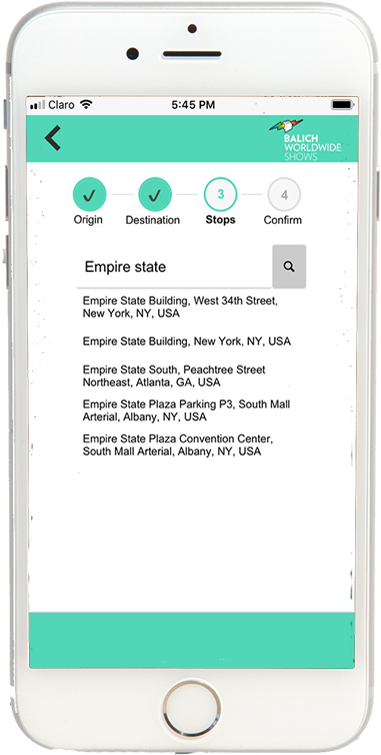 Claro
5:45 PM
BALICH
WORLDWIDE
SHOWS
3
4
Origin
Destination
Stops
Confirm
Empire state
Empire State Building, West 34th Street,
New York, NY, USA
Empire State Building, New York, NY, USA
Empire State South, Peachtree Street
Northeast, Atlanta, GA, USA
Empire State Plaza Parking P3, South Mall
Arterial, Albany, NY, USA
Empire State Plaza Convention Center,
South Mall Arterial, Albany, NY, USA